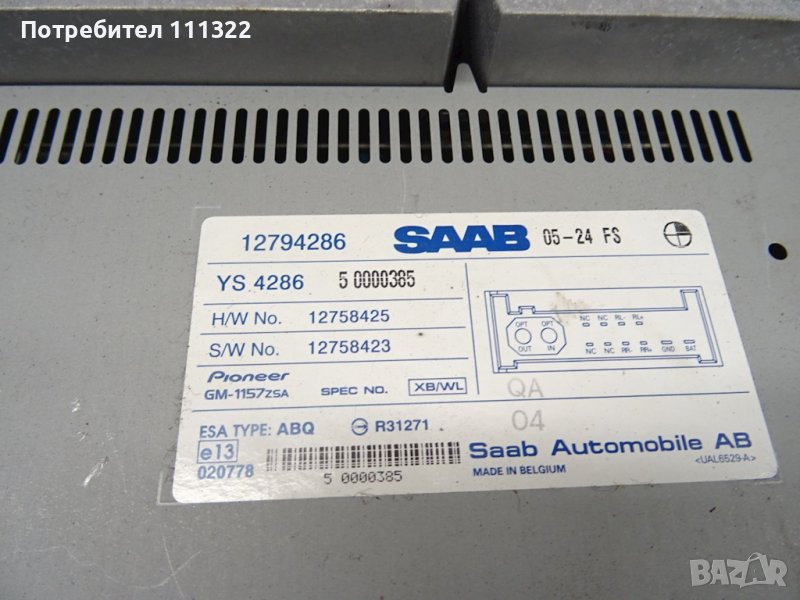 Потребител 111322
12794286 SAAB 05-24 FS
YS 4286 5 0000385
H/W No. 12758425
S/W No. 12758423
Pioneer
GM-1157ZSA SPEC NO. XB/WL
NC NC RL- RL+
OPT OPT
OUT IN
NC NC RR- RR+ GND BAT
QA
04
ESA TYPE: ABQ R31271
e13
020778
5 0000385
Saab Automobile AB
MADE IN BELGIUM <UAL6529-A>
BAZAR